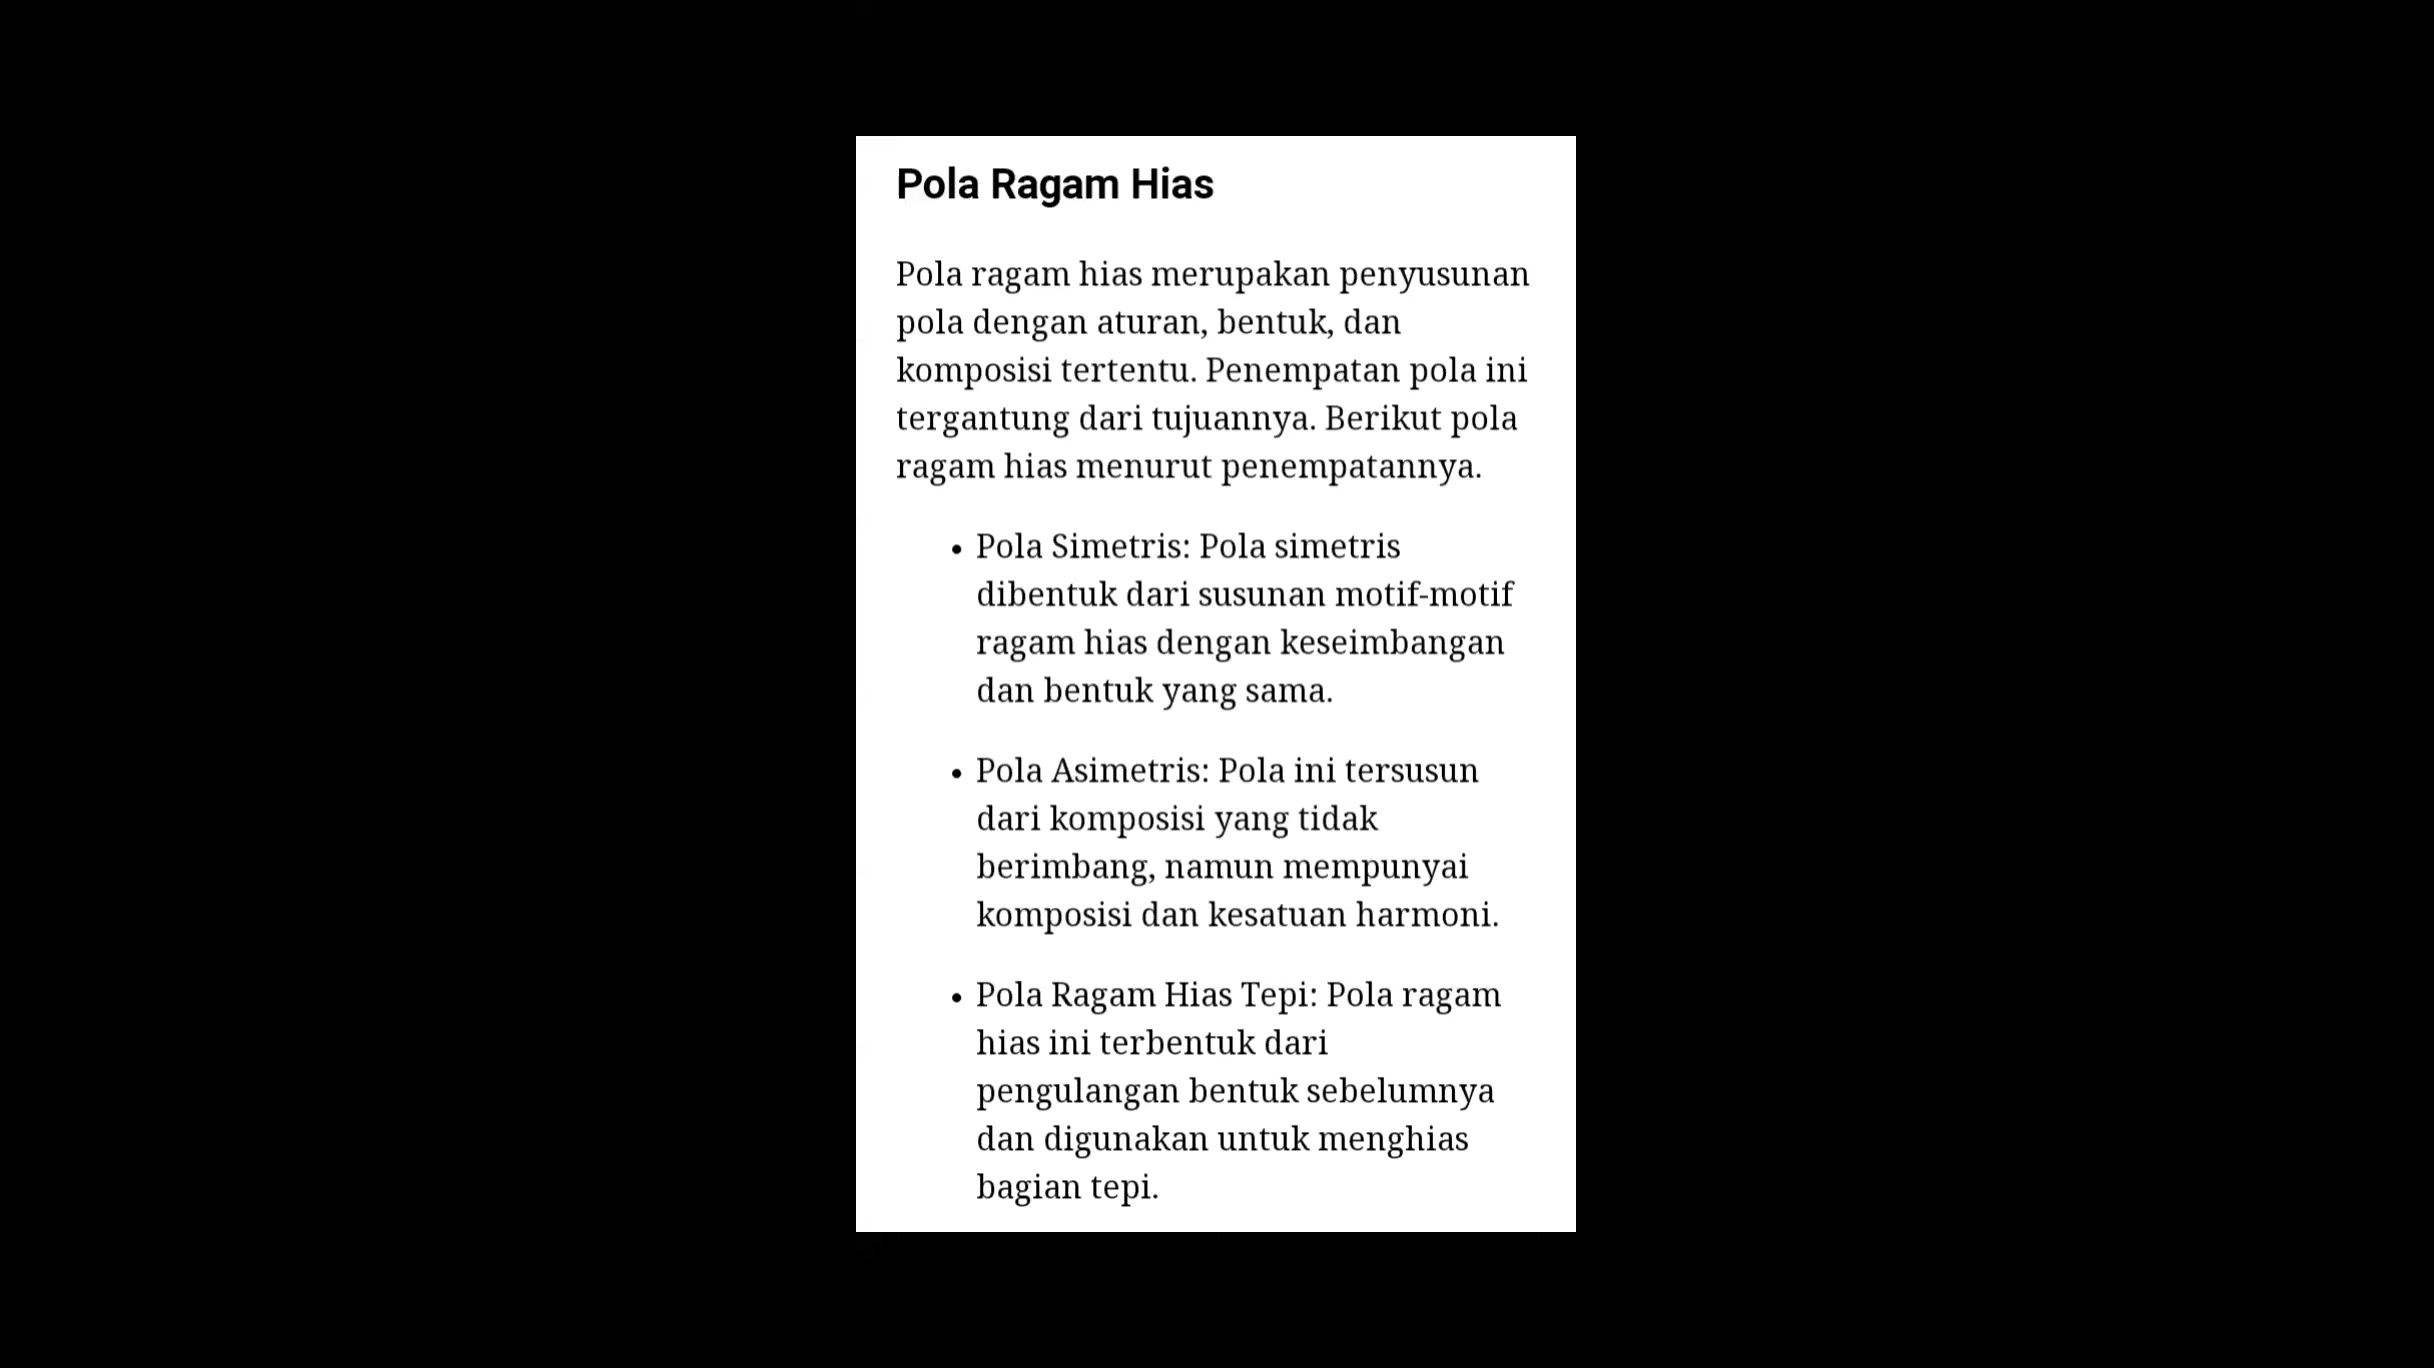 Pola Ragam Hias
Pola ragam hias merupakan penyusunan
pola dengan aturan, bentuk, dan
komposisi tertentu. Penempatan pola ini
tergantung dari tujuannya. Berikut pola
ragam hias menurut penempatannya.
• Pola Simetris: Pola simetris
dibentuk dari susunan motif-motif
ragam hias dengan keseimbangan
dan bentuk yang sama.
• Pola Asimetris: Pola ini tersusun
dari komposisi yang tidak
berimbang, namun mempunyai
komposisi dan kesatuan harmoni.
• Pola Ragam Hias Tepi: Pola ragam
hias ini terbentuk dari
pengulangan bentuk sebelumnya
dan digunakan untuk menghias
bagian tepi.